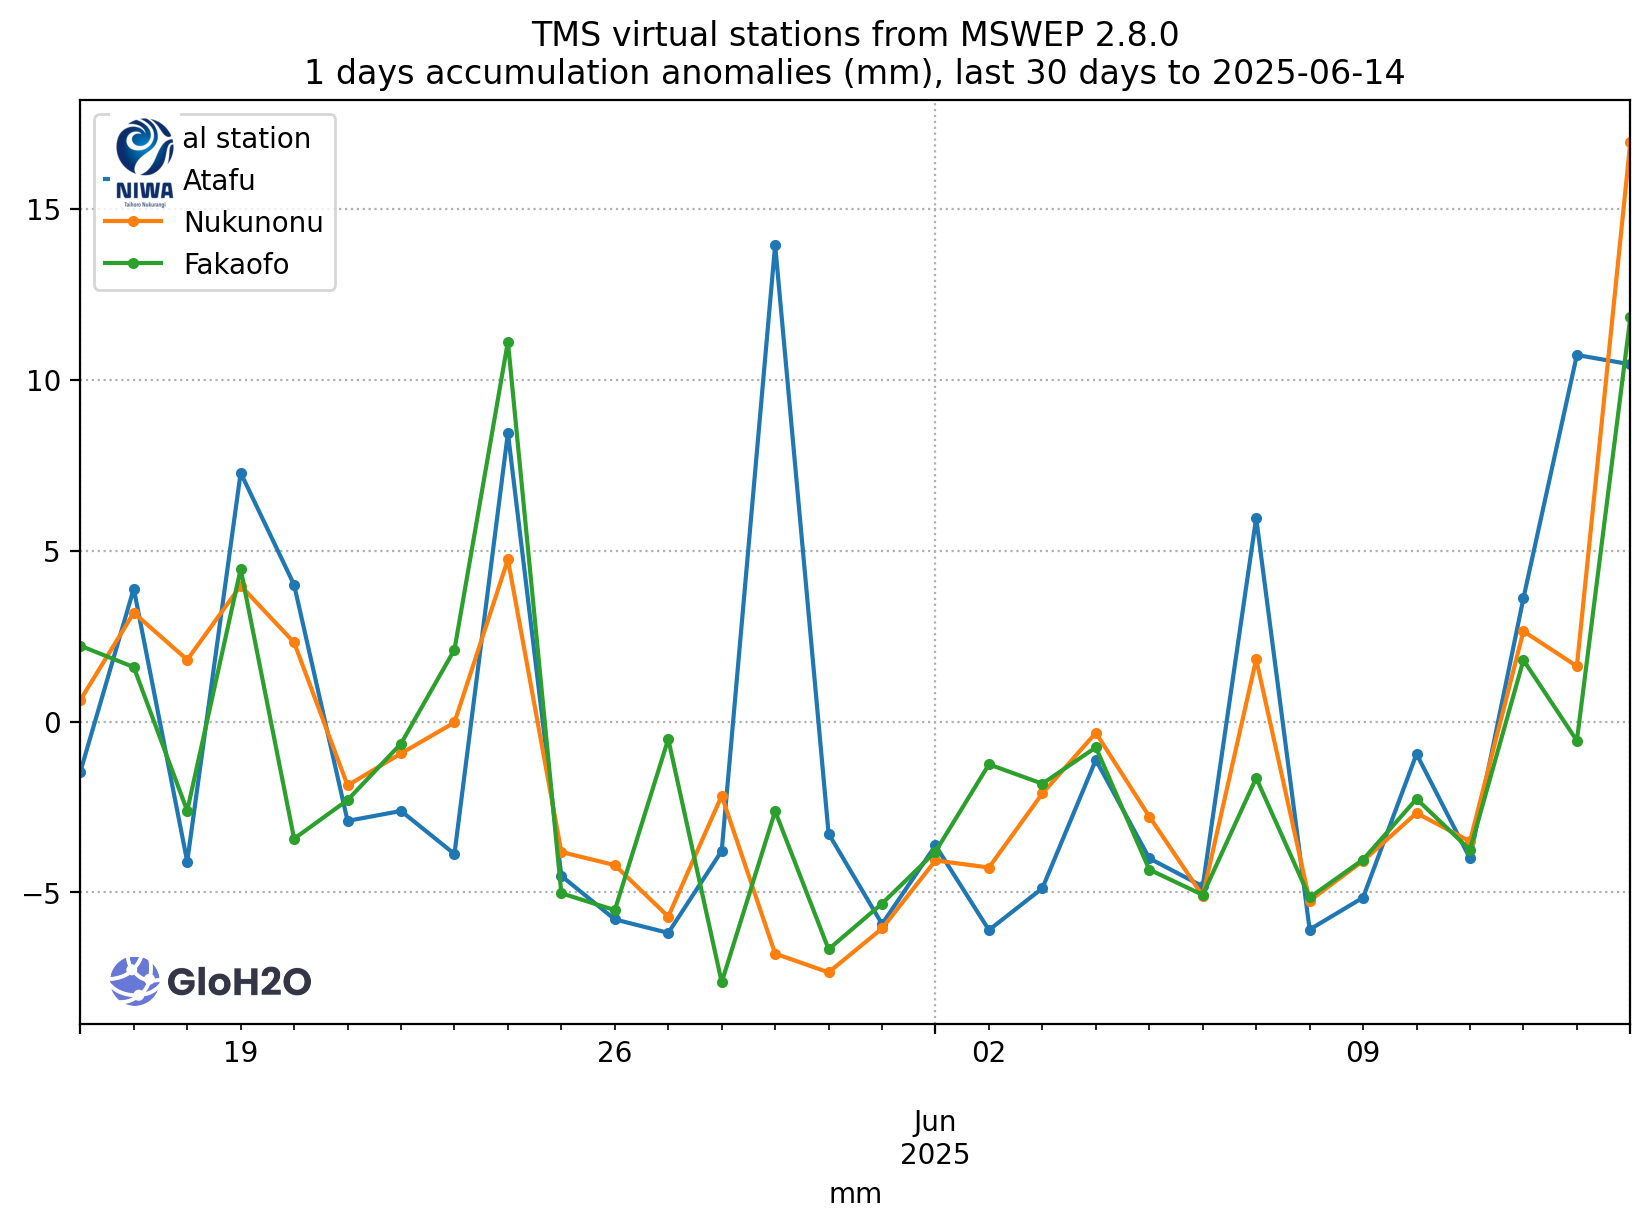 TMS virtual stations from MSWEP 2.8.0
1 days accumulation anomalies (mm), last 30 days to 2025-06-14
al station
Atafu
Nukunonu
Fakaofo
NIWA
Taihoro Nukurangi
15
10
5
0
−5
GloH2O
19
26
02
09
Jun
2025
mm